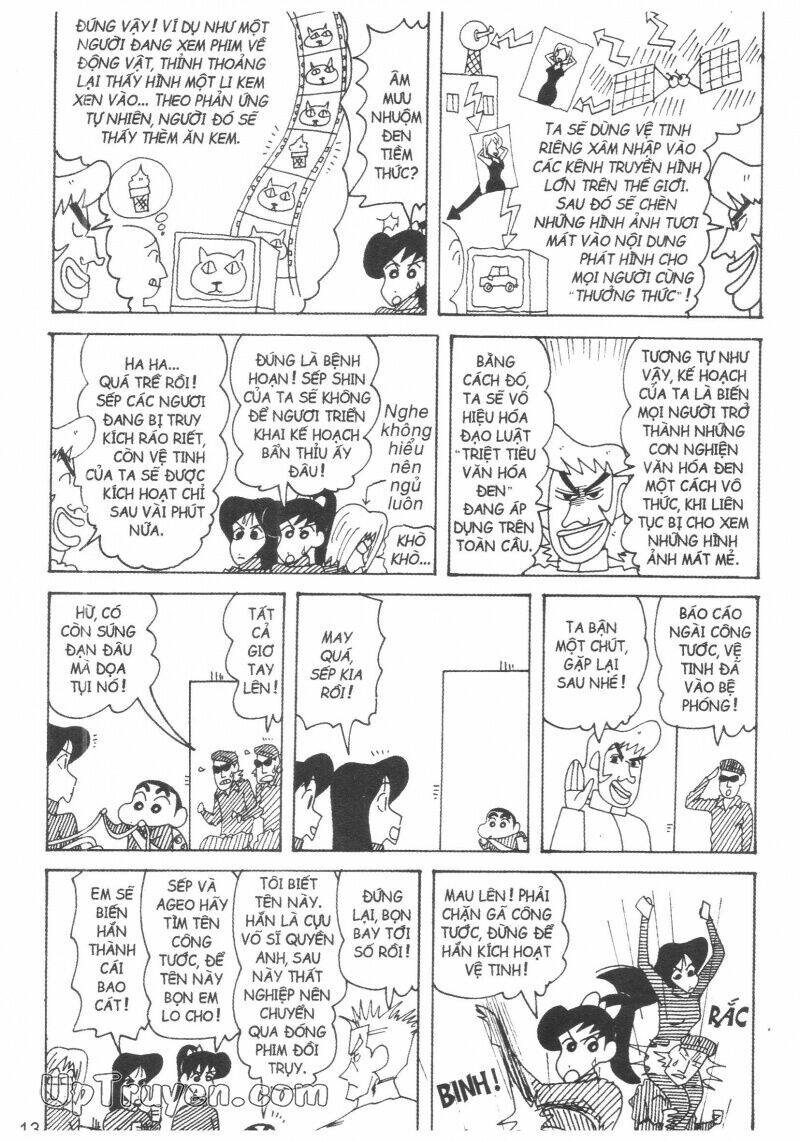 TA SẼ DÙNG VỆ TINH
RIÊNG XÂM NHẬP VÀO
CÁC KÊNH TRUYỀN HÌNH
LỚN TRÊN THẾ GIỚI.
SAU ĐÓ SẼ CHÈN
NHỮNG HÌNH ẢNH TƯƠI
MÁT VÀO NỘI DUNG
PHÁT HÌNH CHO
MỌI NGƯỜI CÙNG
"THƯỞNG THỨC"!
ÂM
MƯU
NHUỘM
ĐEN
TIỀM
THỨC?
ĐÚNG VẬY! VÍ DỤ NHƯ MỘT
NGƯỜI ĐANG XEM PHIM VỀ
ĐỘNG VẬT, THỈNH THOẢNG
LẠI THẤY HÌNH MỘT LI KEM
XEN VÀO... THEO PHẢN ỨNG
TỰ NHIÊN, NGƯỜI ĐÓ SẼ
THẤY THÈM ĂN KEM.
TƯƠNG TỰ NHƯ
VẬY, KẾ HOẠCH
CỦA TA LÀ BIẾN
MỌI NGƯỜI TRỞ
THÀNH NHỮNG
CON NGHIỆN
VĂN HÓA ĐEN
MỘT CÁCH VÔ
THỨC, KHI LIÊN
TỤC BỊ CHO XEM
NHỮNG HÌNH
ẢNH MÁT MẺ.
BẰNG
CÁCH ĐÓ,
TA SẼ VÔ
HIỆU HÓA
ĐẠO LUẬT
"TRIỆT TIÊU
VĂN HÓA
ĐEN"
ĐANG ÁP
DỤNG TRÊN
TOÀN CẦU.
ĐÚNG LÀ BỆNH
HOẠN! SẾP SHIN
CỦA TA SẼ KHÔNG
ĐỂ NGƯƠI TRIỂN
KHAI KẾ HOẠCH
BẨN THỈU ẤY
ĐÂU!
Nghe
không
hiểu
nên
ngủ
luôn
KHÒ
KHÒ...
HA HA...
QUÁ TRỄ RỒI!
SẾP CÁC NGƯƠI
ĐANG BỊ TRUY
KÍCH RÁO RIẾT,
CÒN VỆ TINH
CỦA TA SẼ ĐƯỢC
KÍCH HOẠT CHỈ
SAU VÀI PHÚT
NỮA.
BÁO CÁO
NGÀI CÔNG
TƯỚC, VỆ
TINH ĐÃ
VÀO BỆ
PHÓNG!
TA BẬN
MỘT CHÚT,
GẶP LẠI
SAU NHÉ!
MAY
QUÁ,
SẾP KIA
RỒI!
TẤT
CẢ
GIƠ
TAY
LÊN!
HỪ, CÓ
CÒN SÚNG
ĐẠN ĐÂU
MÀ DỌA
TỤI NÓ!
MAU LÊN! PHẢI
CHẶN GÃ CÔNG
TƯỚC, ĐỪNG ĐỂ
HẮN KÍCH HOẠT
VỆ TINH!
RẮC
BINH!
ĐỨNG
LẠI, BỌN
BAY TỚI
SỐ RỒI!
TÔI BIẾT
TÊN NÀY.
HẮN LÀ CỰU
VÕ SĨ QUYỀN
ANH, SAU
NÀY THẤT
NGHIỆP NÊN
CHUYỂN
QUA ĐÓNG
PHIM ĐỒI
TRỤY.
SẾP VÀ
AGEO HÃY
TÌM TÊN
CÔNG
TƯỚC, ĐỂ
TÊN NÀY
BỌN EM
LO CHO!
EM SẼ
BIẾN
HẮN
THÀNH
CÁI
BAO
CÁT!
UpTruyen.com
13